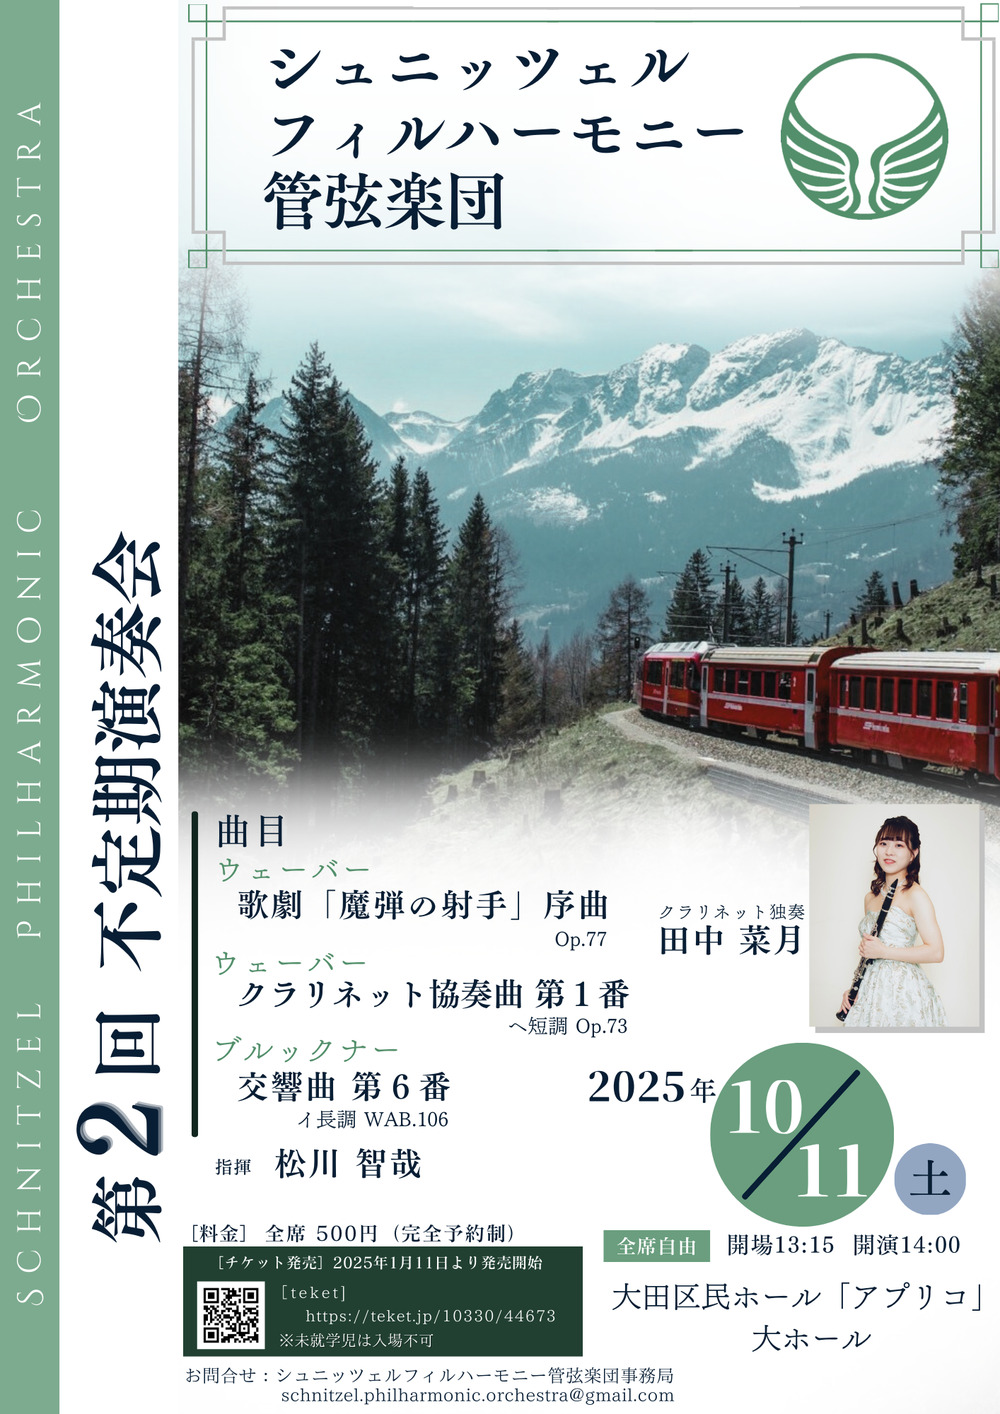 シュニッツェル
フィルハーモニー
管弦楽団
SCHNITZEL PHILHARMONIC ORCHESTRA
第2回 不定期演奏会
曲目
ウェーバー
歌劇「魔弾の射手」序曲
Op.77
ウェーバー
クラリネット協奏曲 第1番
ヘ短調 Op.73
ブルックナー
交響曲 第6番
イ長調 WAB.106
指揮 松川 智哉
クラリネット独奏
田中 菜月
2025年
10/11
土
全席自由 開場13:15 開演14:00
大田区民ホール「アプリコ」
大ホール
[料金] 全席 500円（完全予約制）
[チケット発売] 2025年1月11日より発売開始
[teket]
https://teket.jp/10330/44673
※未就学児は入場不可
お問合せ：シュニッツェルフィルハーモニー管弦楽団事務局
schnitzel.philharmonic.orchestra@gmail.com